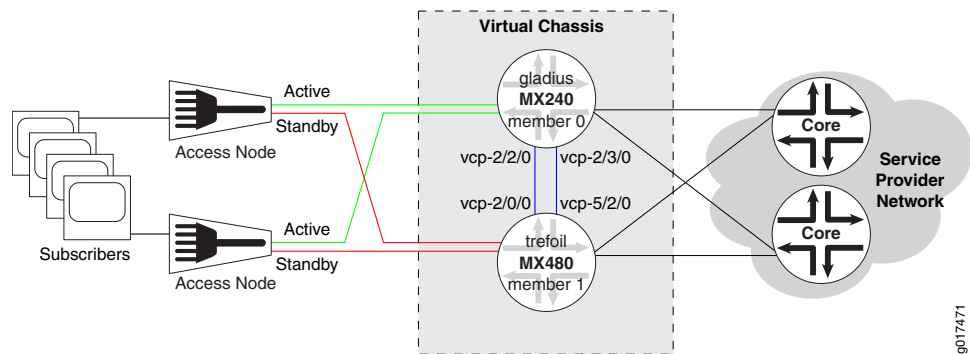 Virtual Chassis
gladius
MX240
member 0
Active
Standby
Access Node
Core
vcp-2/2/0
vcp-2/3/0
Service
Provider
Network
vcp-2/0/0
vcp-5/2/0
Active
Standby
Subscribers
Access Node
trefoil
MX480
member 1
Core
g017471